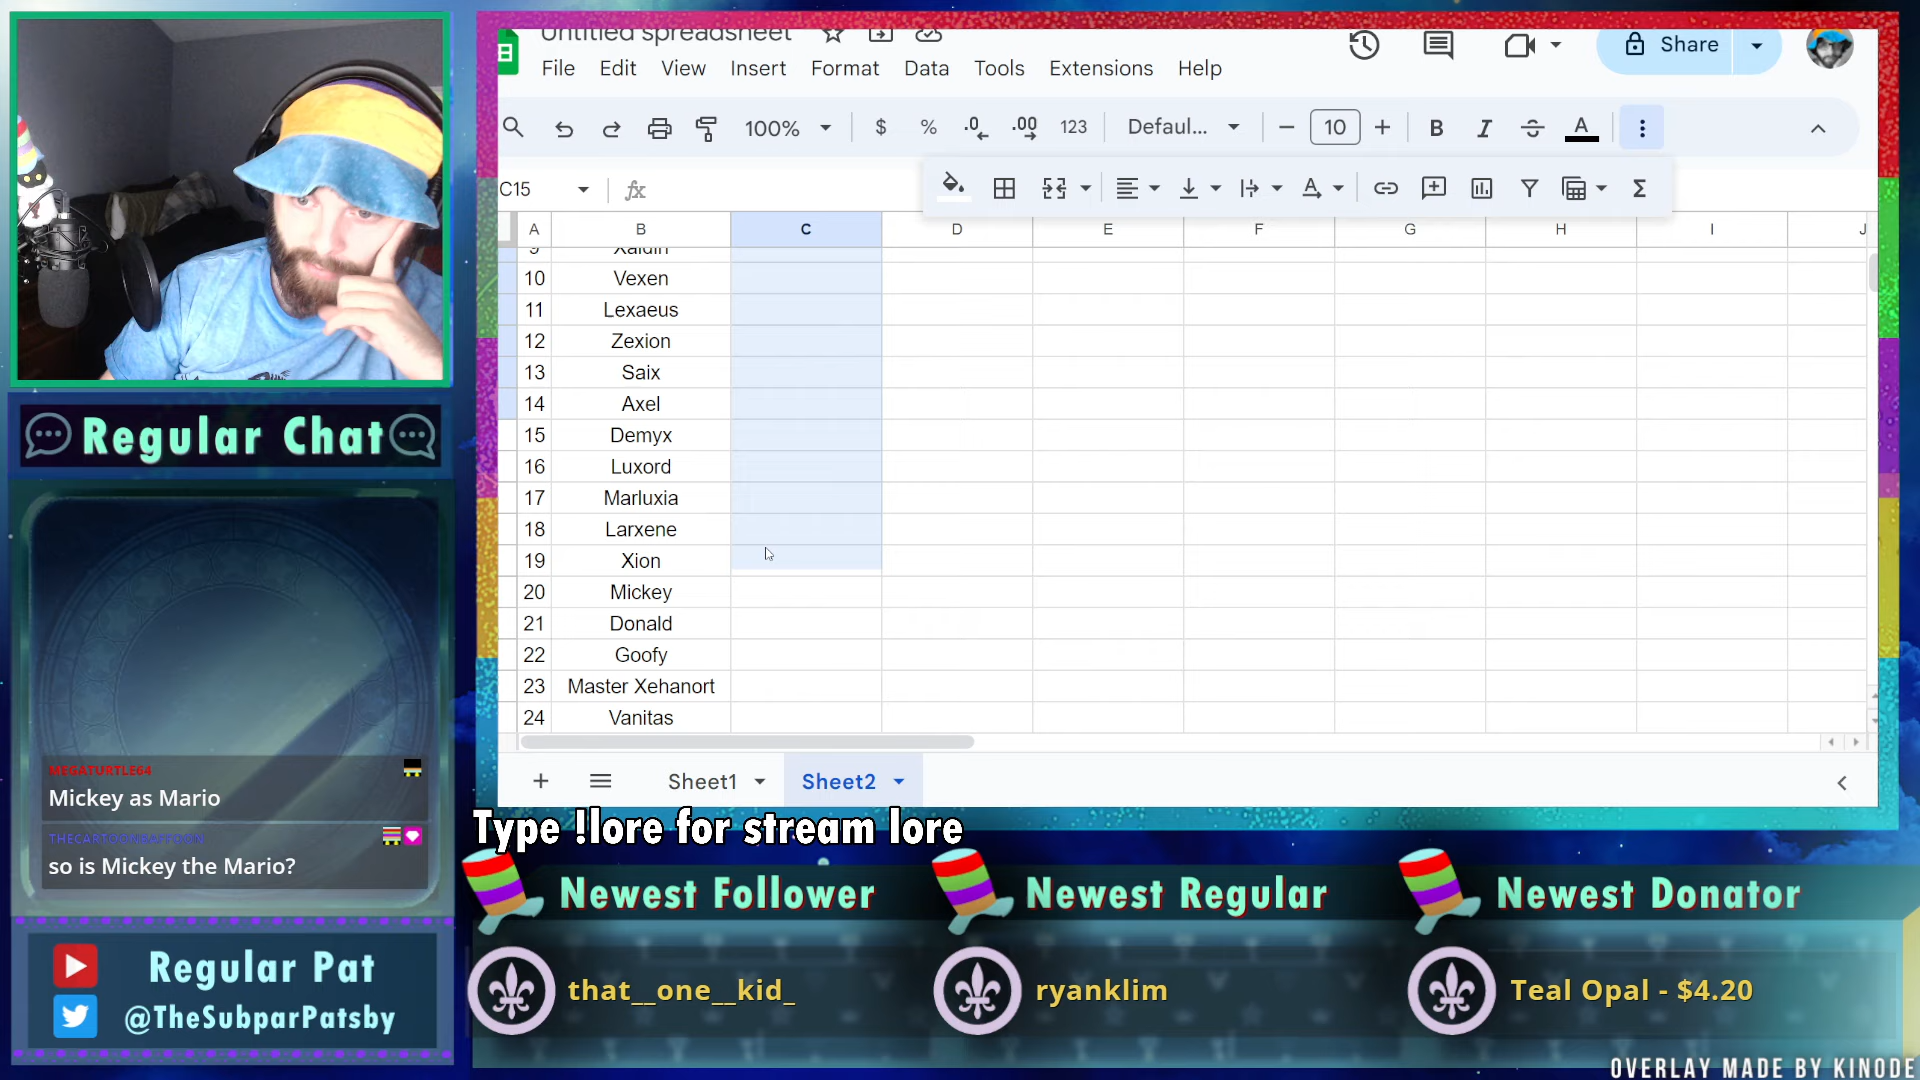 Untitled spreadsheet
File Edit View Insert Format Data Tools Extensions Help
Share
100% $ % .0 .00 123 Defaul... 10 B I A
C15 fx
A B C D E F G H I J
9 Xaldin
10 Vexen
11 Lexaeus
12 Zexion
13 Saix
14 Axel
15 Demyx
16 Luxord
17 Marluxia
18 Larxene
19 Xion
20 Mickey
21 Donald
22 Goofy
23 Master Xehanort
24 Vanitas
Sheet1 Sheet2
Regular Chat
MEGATURTLE64
Mickey as Mario
THECARTOONBAFFOON
so is Mickey the Mario?
Regular Pat
@TheSubparPatsby
Type !lore for stream lore
Newest Follower
that__one__kid_
Newest Regular
ryanklim
Newest Donator
Teal Opal - $4.20
OVERLAY MADE BY KINODE